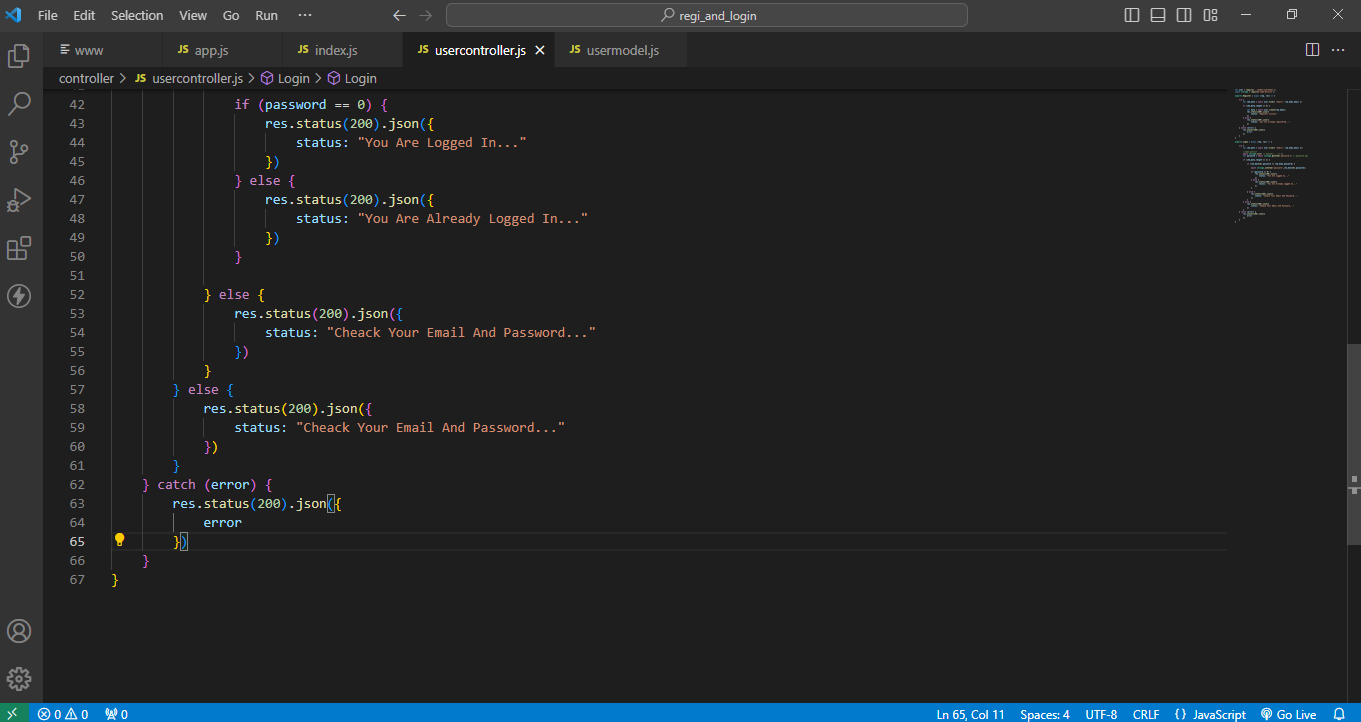 File Edit Selection View Go Run ··· regi_and_login
www JS app.js JS index.js JS usercontroller.js JS usermodel.js
controller > JS usercontroller.js > Login > Login
42 if (password == 0) {
43 res.status(200).json({
44 status: "You Are Logged In..."
45 })
46 } else {
47 res.status(200).json({
48 status: "You Are Already Logged In..."
49 })
50 }
51
52 } else {
53 res.status(200).json({
54 status: "Cheack Your Email And Password..."
55 })
56 }
57 } else {
58 res.status(200).json({
59 status: "Cheack Your Email And Password..."
60 })
61 }
62 } catch (error) {
63 res.status(200).json({
64 error
65 })
66 }
67 }
0 0 0 Ln 65, Col 11 Spaces: 4 UTF-8 CRLF {} JavaScript Go Live